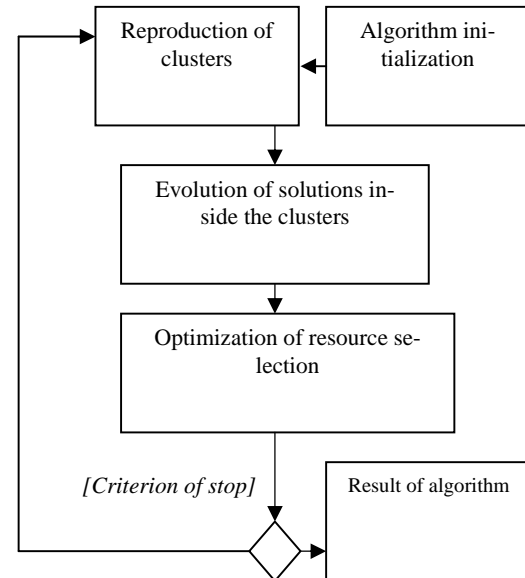 Reproduction of
clusters
Algorithm ini-
tialization
Evolution of solutions in-
side the clusters
Optimization of resource se-
lection
[Criterion of stop]
Result of algorithm